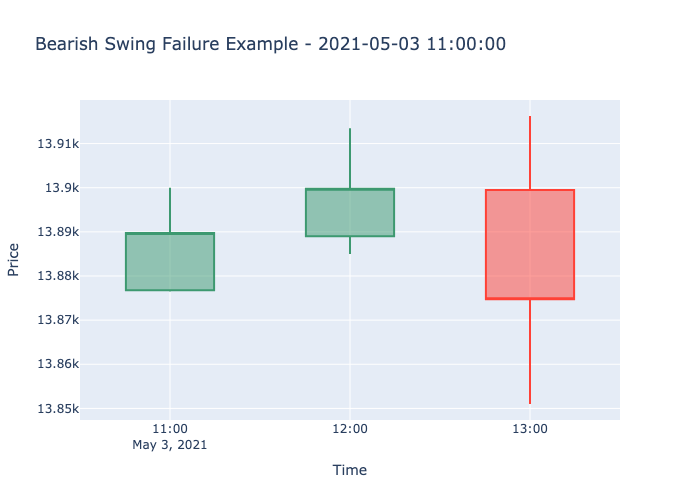 Bearish Swing Failure Example - 2021-05-03 11:00:00
13.91k
13.9k
13.89k
13.88k
13.87k
13.86k
13.85k
Price
11:00
May 3, 2021
12:00
13:00
Time